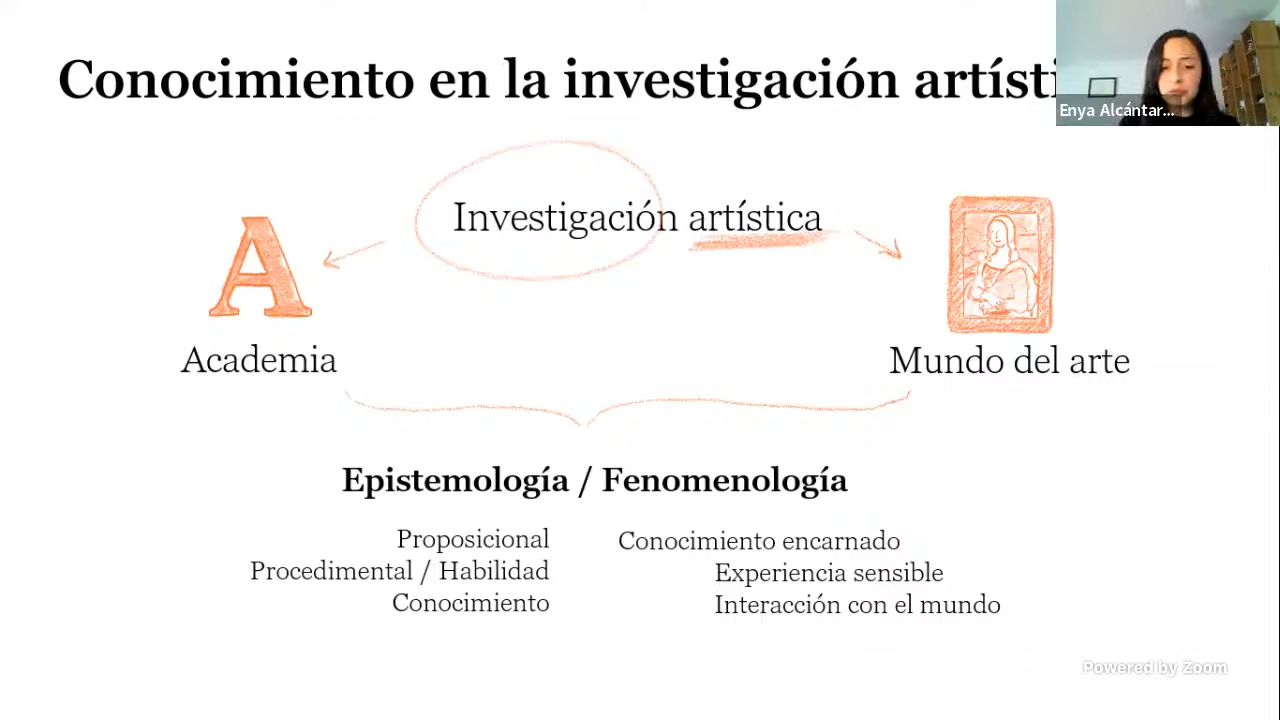 Conocimiento en la investigación
Enya Alcántar...
Investigación artística
A
Academia
Mundo del arte
Epistemología / Fenomenología
Proposicional
Procedimental / Habilidad
Conocimiento
Conocimiento encarnado
Experiencia sensible
Interacción con el mundo
Powered by Zoom